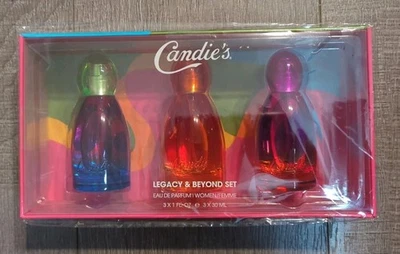 Candie's
LEGACY & BEYOND SET
EAU DE PARFUM | WOMEN/FEMME
3 X 1 FL OZ e 3 X 30 ML